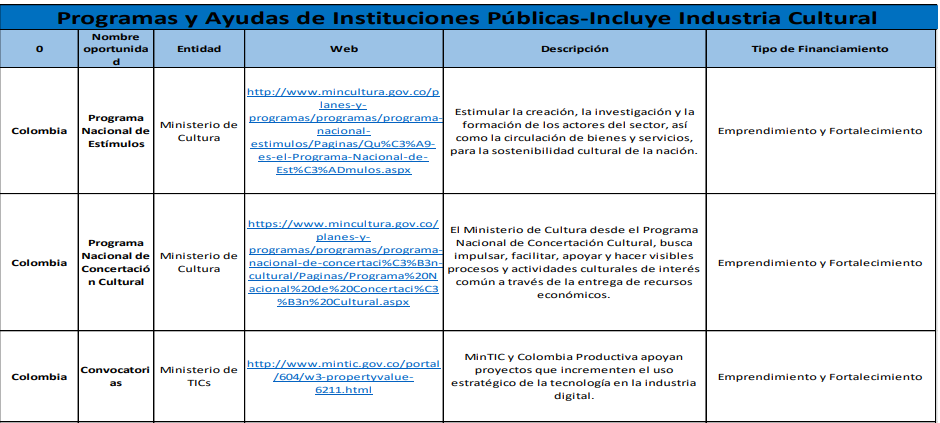 Programas y Ayudas de Instituciones Públicas-Incluye Industria Cultural
0
Nombre
oportunida
d
Entidad
Web
Descripción
Tipo de Financiamiento
Colombia
Programa
Nacional de
Estímulos
Ministerio de
Cultura
http://www.mincultura.gov.co/p
lanes-y-
programas/programas/programa-
nacional-
estimulos/Paginas/Qu%C3%A9-
es-el-Programa-Nacional-de-
Est%C3%ADmulos.aspx
Estimular la creación, la investigación y la
formación de los actores del sector, así
como la circulación de bienes y servicios,
para la sostenibilidad cultural de la nación.
Emprendimiento y Fortalecimiento
Colombia
Programa
Nacional de
Concertació
n Cultural
Ministerio de
Cultura
https://www.mincultura.gov.co/
planes-y-
programas/programas/programa-
nacional-de-concertaci%C3%B3n-
cultural/Paginas/Programa%20N
acional%20de%20Concertaci%C3
%B3n%20Cultural.aspx
El Ministerio de Cultura desde el Programa
Nacional de Concertación Cultural, busca
impulsar, facilitar, apoyar y hacer visibles
procesos y actividades culturales de interés
común a través de la entrega de recursos
económicos.
Emprendimiento y Fortalecimiento
Colombia
Convocatori
as
Ministerio de
TICs
http://www.mintic.gov.co/portal
/604/w3-propertyvalue-
6211.html
MinTIC y Colombia Productiva apoyan
proyectos que incrementen el uso
estratégico de la tecnología en la industria
digital.
Emprendimiento y Fortalecimiento